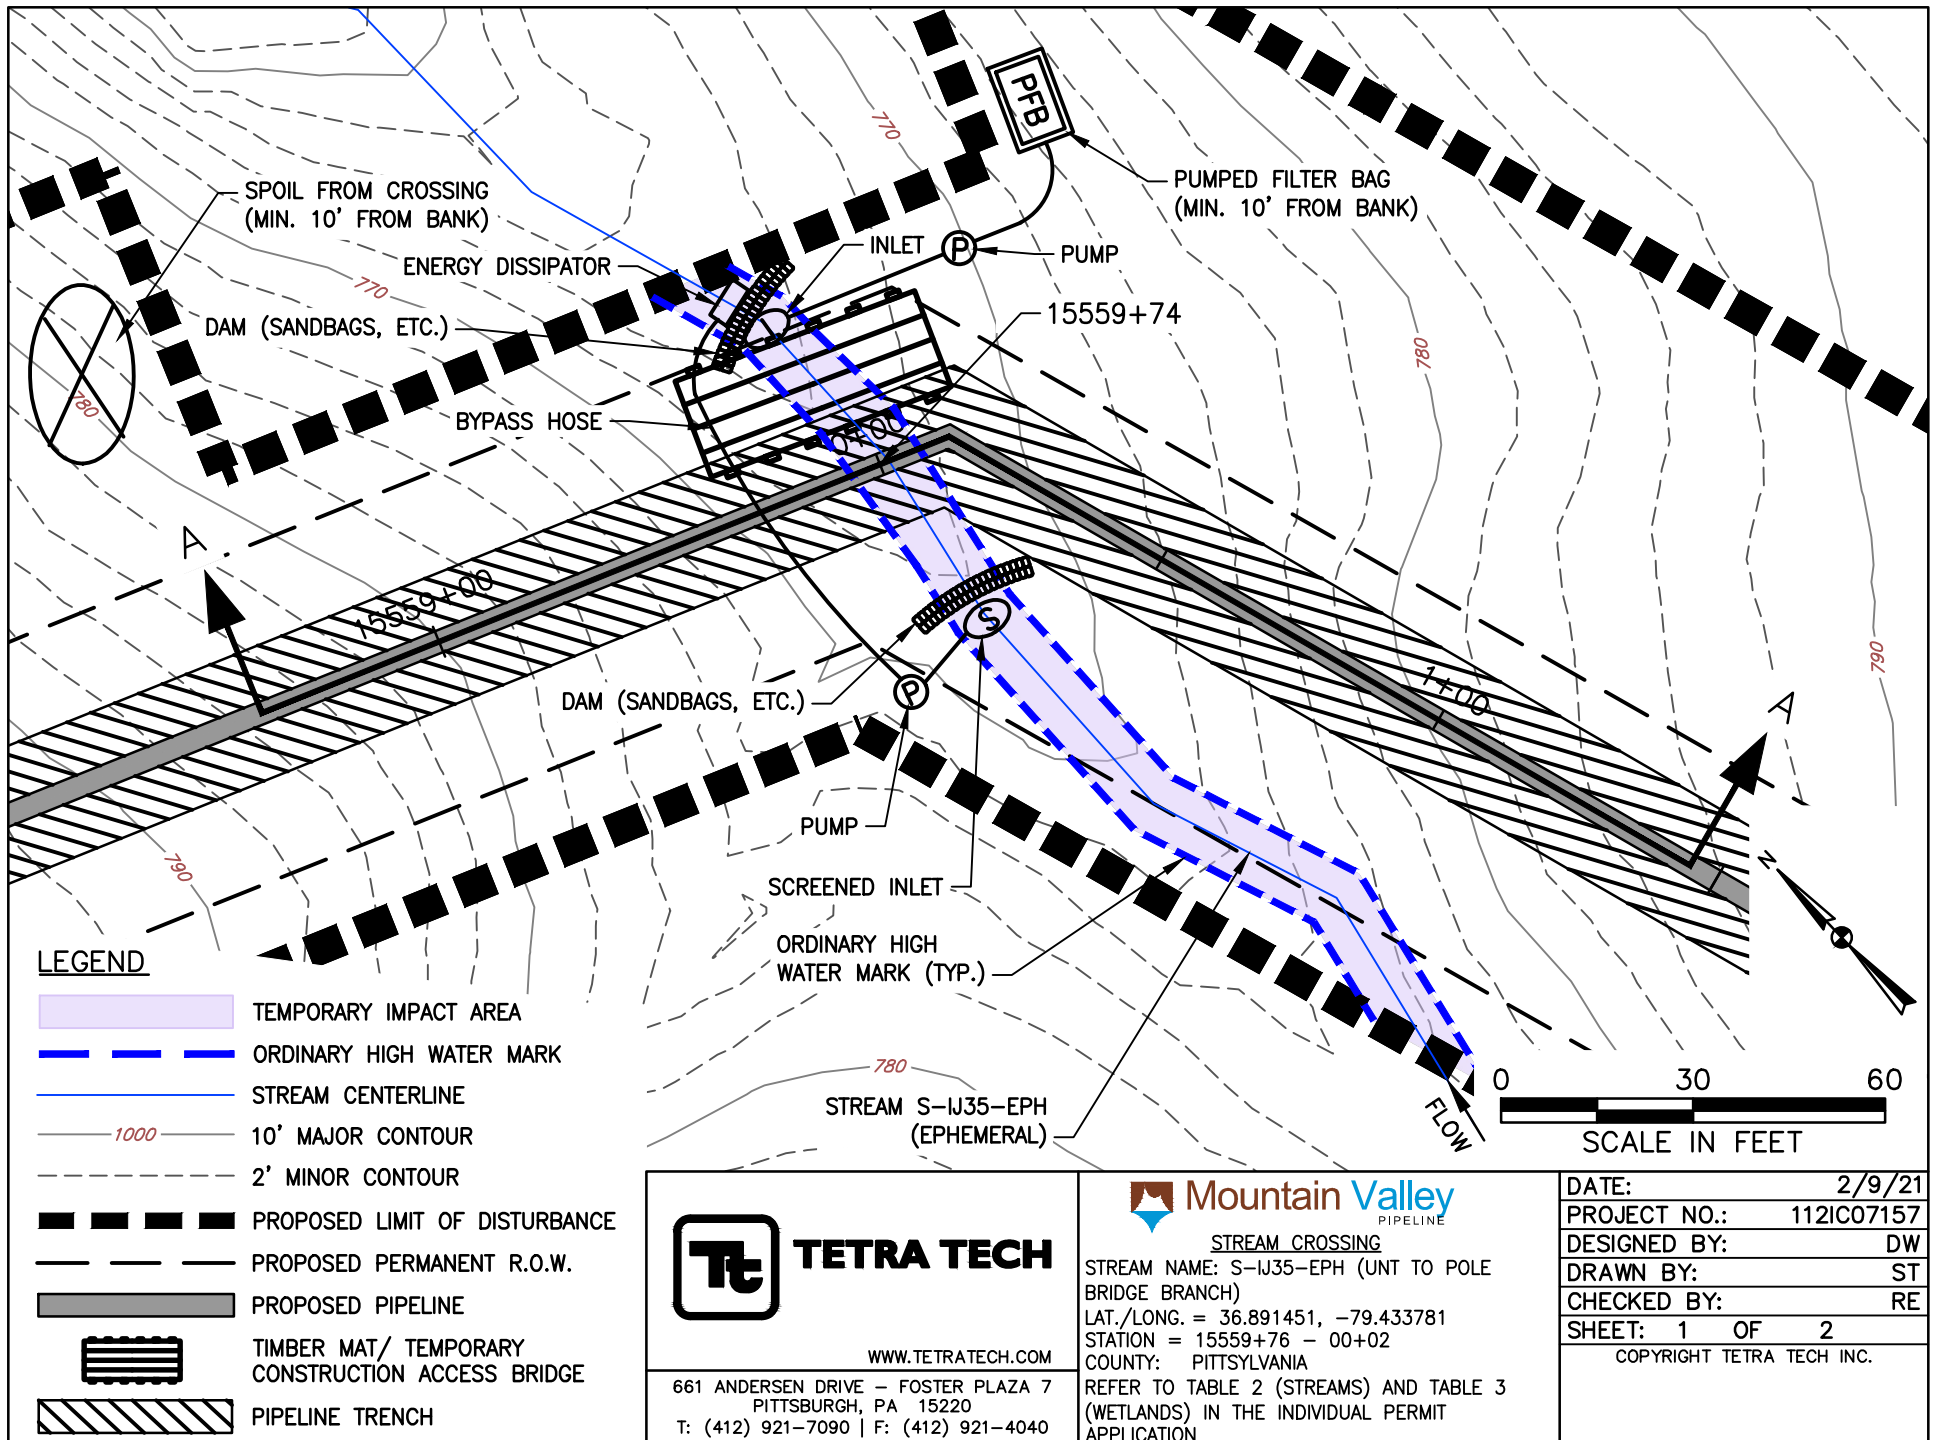 770
PFB
SPOIL FROM CROSSING
(MIN. 10' FROM BANK)
PUMPED FILTER BAG
(MIN. 10' FROM BANK)
INLET
PUMP
ENERGY DISSIPATOR
770
15559+74
DAM (SANDBAGS, ETC.)
780
780
BYPASS HOSE
0+00
P
A
15559+00
S
790
DAM (SANDBAGS, ETC.)
P
1+00
A
PUMP
790
N
SCREENED INLET
ORDINARY HIGH
WATER MARK (TYP.)
780
STREAM S-IJ35-EPH
(EPHEMERAL)
FLOW
0 30 60
SCALE IN FEET
LEGEND
TEMPORARY IMPACT AREA
ORDINARY HIGH WATER MARK
STREAM CENTERLINE
1000 10' MAJOR CONTOUR
2' MINOR CONTOUR
PROPOSED LIMIT OF DISTURBANCE
PROPOSED PERMANENT R.O.W.
PROPOSED PIPELINE
TIMBER MAT/ TEMPORARY
CONSTRUCTION ACCESS BRIDGE
PIPELINE TRENCH
Tt TETRA TECH
WWW.TETRATECH.COM
661 ANDERSEN DRIVE – FOSTER PLAZA 7
PITTSBURGH, PA 15220
T: (412) 921-7090 | F: (412) 921-4040
Mountain Valley
PIPELINE
STREAM CROSSING
STREAM NAME: S-IJ35-EPH (UNT TO POLE
BRIDGE BRANCH)
LAT./LONG. = 36.891451, -79.433781
STATION = 15559+76 - 00+02
COUNTY: PITTSYLVANIA
REFER TO TABLE 2 (STREAMS) AND TABLE 3
(WETLANDS) IN THE INDIVIDUAL PERMIT
APPLICATION
DATE: 2/9/21
PROJECT NO.: 112IC07157
DESIGNED BY: DW
DRAWN BY: ST
CHECKED BY: RE
SHEET: 1 OF 2
COPYRIGHT TETRA TECH INC.